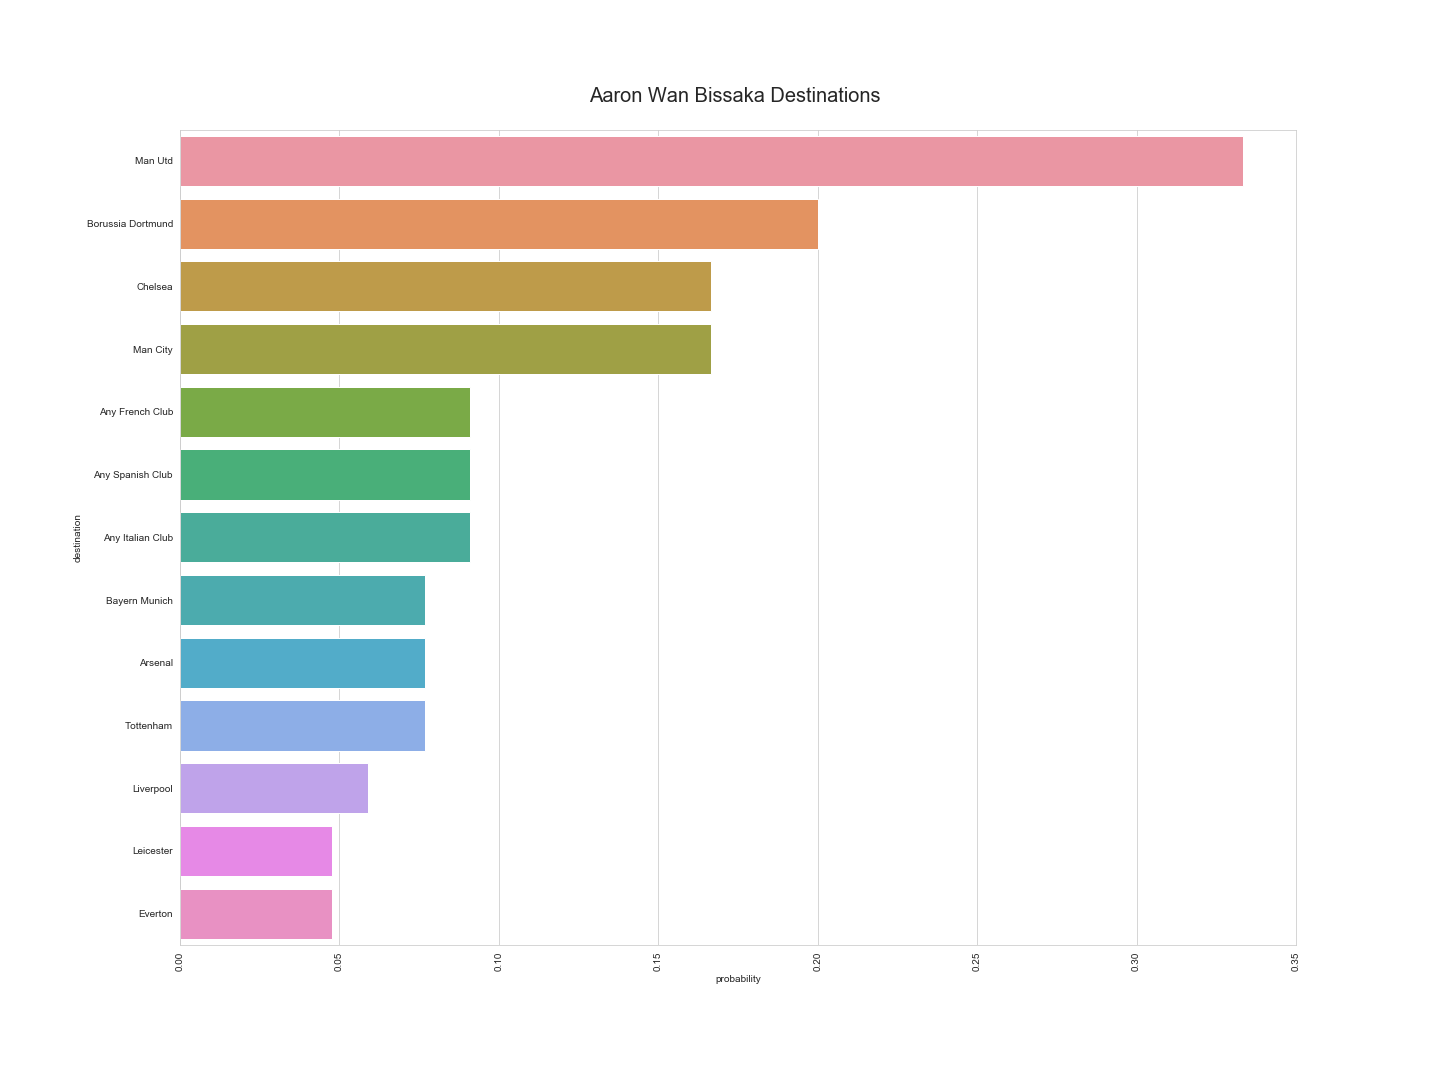 Aaron Wan Bissaka Destinations
Man Utd
Borussia Dortmund
Chelsea
Man City
Any French Club
Any Spanish Club
Any Italian Club
Bayern Munich
Arsenal
Tottenham
Liverpool
Leicester
Everton
destination
0.00
0.05
0.10
0.15
0.20
0.25
0.30
0.35
probability